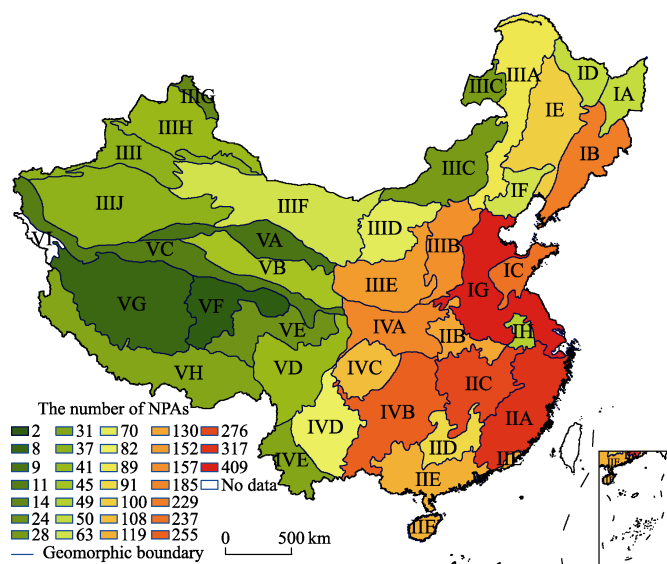 IIIA
ID
IIIG
IIIC
IA
IIIH
IE
IB
IIII
IIIC
IF
IIIJ
IIIF
IIID
VA
IIIB
VI
VC
IC
VB
IIIE
IG
VG
VF
VE
IVA
IIB
IH
VD
IVC
VH
IIC
IVB
IIA
IVD
IID
IVE
IIE
IIF
IIF
IIF
The number of NPAs
2 31 70 130 276
8 37 82 152 317
9 41 89 157 409
11 45 91 185 No data
14 49 100 229
24 50 108 237
28 63 119 255
Geomorphic boundary
0 500 km